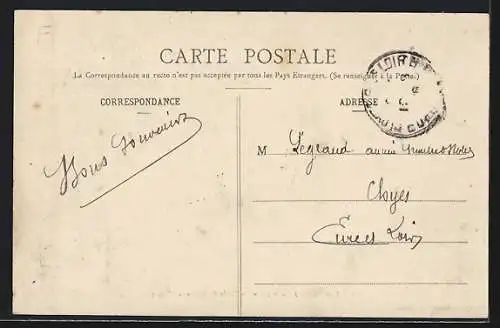 CARTE POSTALE
La Correspondance au recto n'est pas acceptée par tous les Pays Etrangers. (Se renseigner à la Poste.)
CORRESPONDANCE
ADRESSE
Bons Souvenirs
M Legrand
Eure et Loir